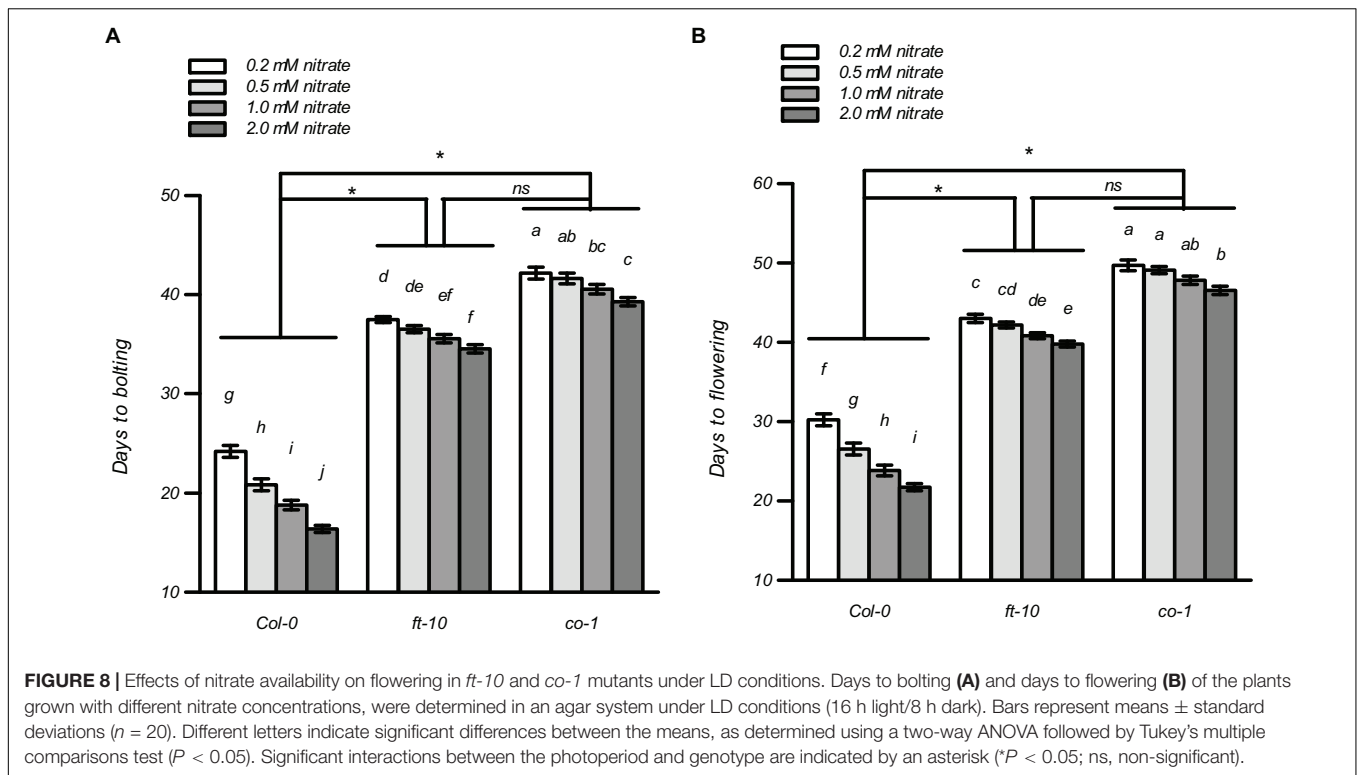 A
0.2 mM nitrate
0.5 mM nitrate
1.0 mM nitrate
2.0 mM nitrate
*
*
ns
50
40
30
20
10
Days to bolting
g
h
i
j
d
de
ef
f
a
ab
bc
c
Col-0
ft-10
co-1
B
0.2 mM nitrate
0.5 mM nitrate
1.0 mM nitrate
2.0 mM nitrate
*
*
ns
60
50
40
30
20
10
Days to flowering
f
g
h
i
c
cd
de
e
a
a
ab
b
Col-0
ft-10
co-1
FIGURE 8 | Effects of nitrate availability on flowering in ft-10 and co-1 mutants under LD conditions. Days to bolting (A) and days to flowering (B) of the plants
grown with different nitrate concentrations, were determined in an agar system under LD conditions (16 h light/8 h dark). Bars represent means ± standard
deviations (n = 20). Different letters indicate significant differences between the means, as determined using a two-way ANOVA followed by Tukey's multiple
comparisons test (P < 0.05). Significant interactions between the photoperiod and genotype are indicated by an asterisk (*P < 0.05; ns, non-significant).